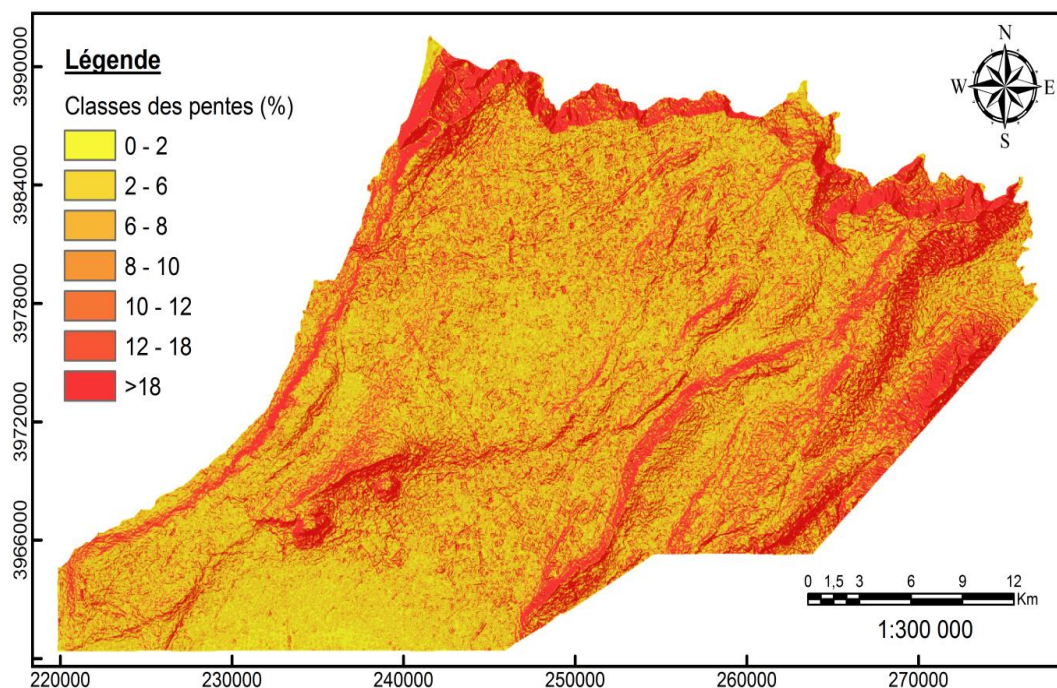 Légende
Classes des pentes (%)
0 - 2
2 - 6
6 - 8
8 - 10
10 - 12
12 - 18
>18
N
W E
S
3990000
3984000
3978000
3972000
3966000
0 1,5 3 6 9 12
Km
1:300 000
220000 230000 240000 250000 260000 270000